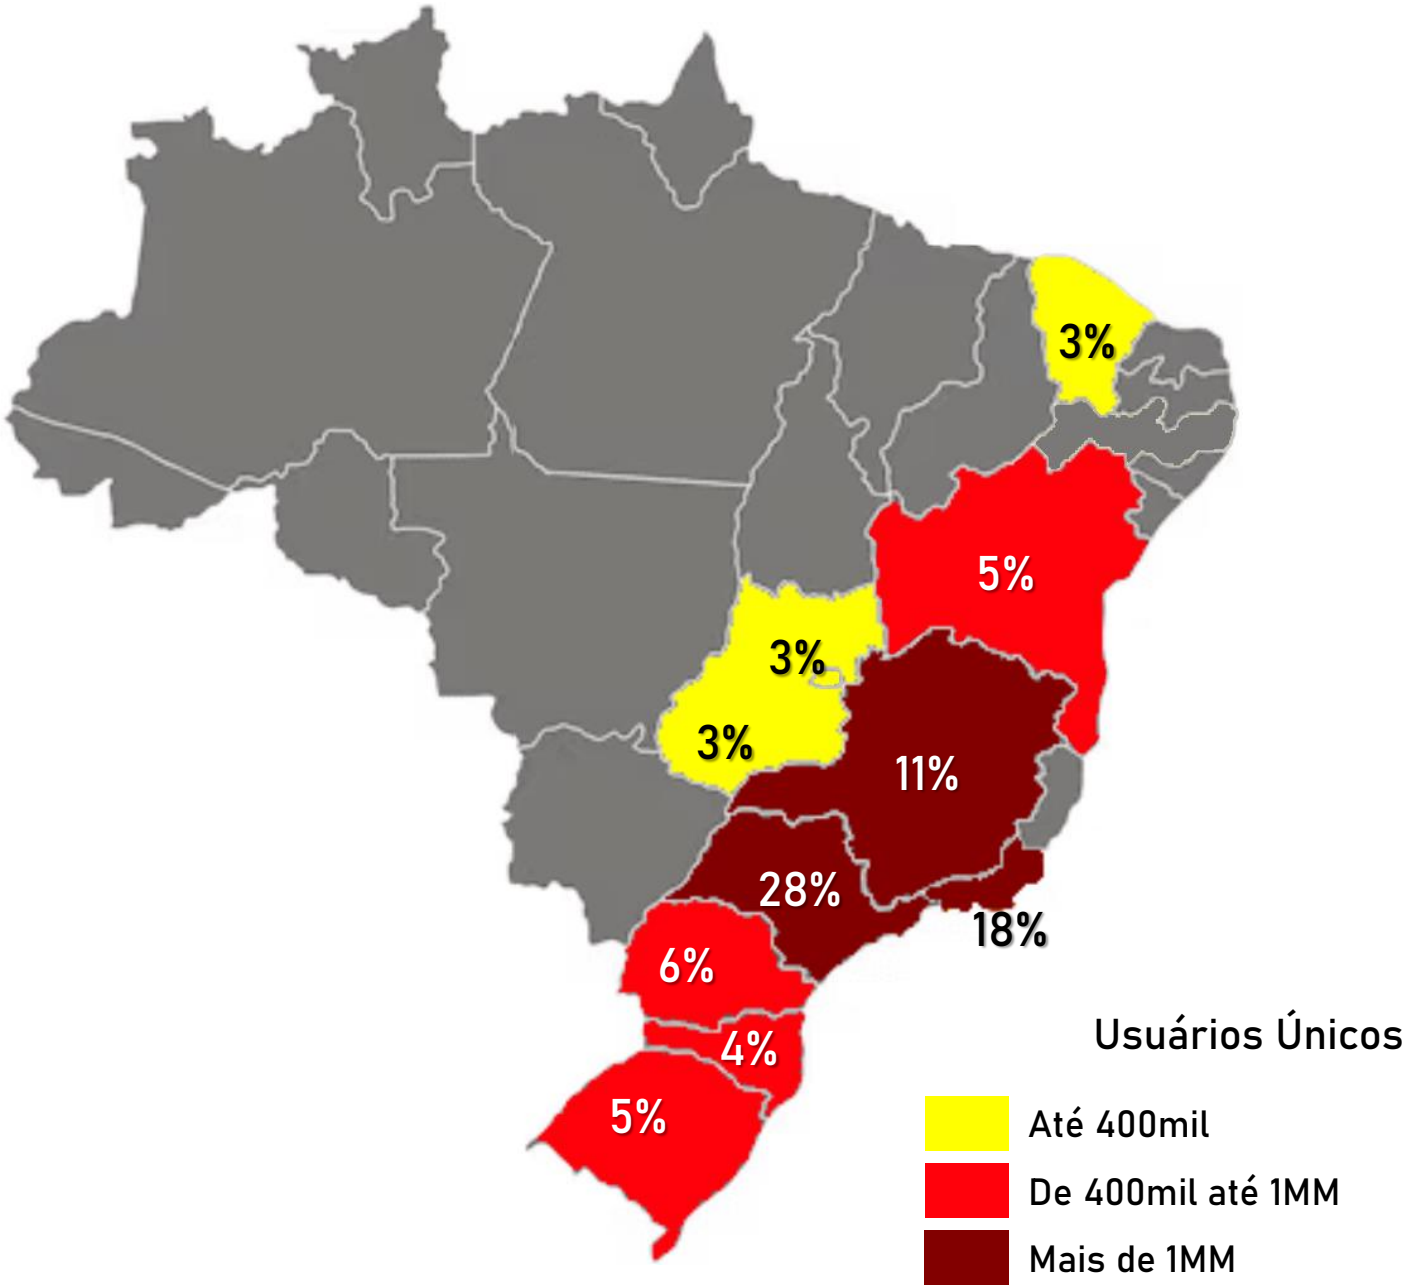 3%
5%
3%
3%
11%
28%
18%
6%
4%
5%
Usuários Únicos
Até 400mil
De 400mil até 1MM
Mais de 1MM